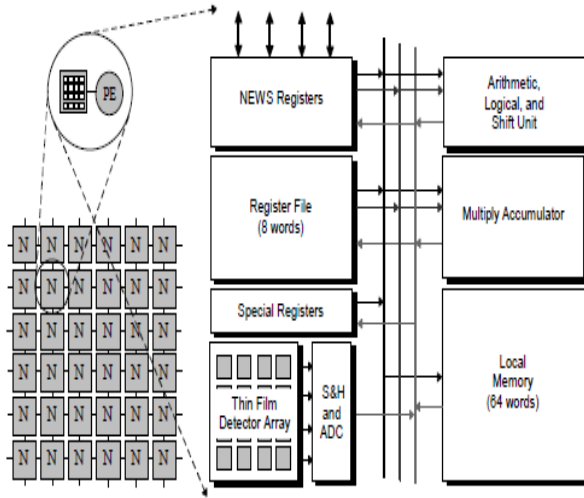 PE
NEWS Registers
Arithmetic,
Logical, and
Shift Unit
Register File
(8 words)
Multiply Accumulator
N N N N N N
N N N N N N
N N N N N N
N N N N N N
N N N N N N
N N N N N N
Special Registers
Thin Film
Detector Array
S&H
and
ADC
Local
Memory
(64 words)